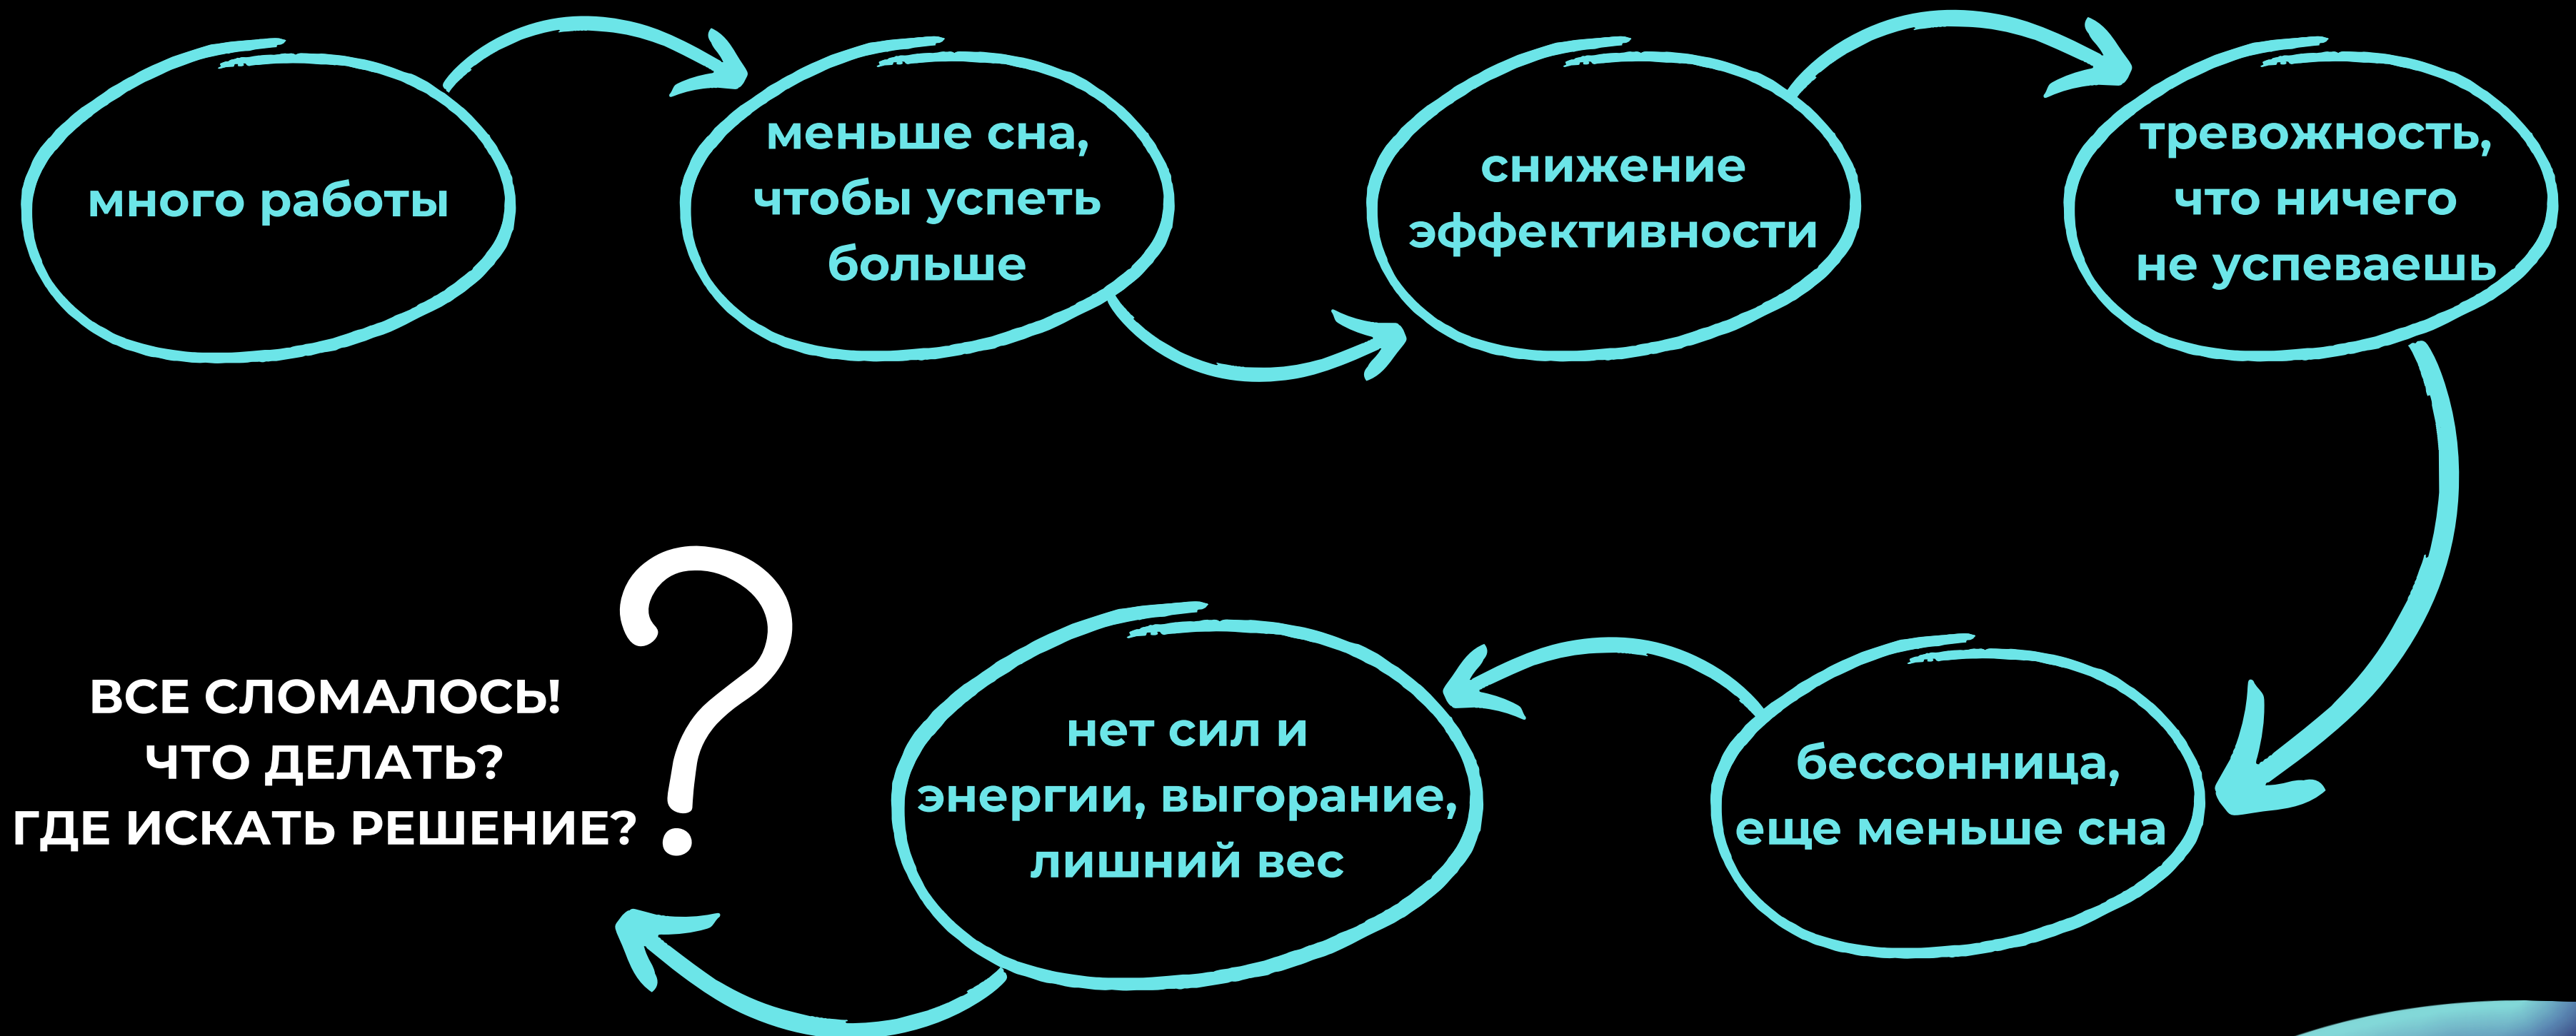 много работы
меньше сна,
чтобы успеть
больше
снижение
эффективности
тревожность,
что ничего
не успеваешь
бессонница,
еще меньше сна
нет сил и
энергии, выгорание,
лишний вес
?
ВСЕ СЛОМАЛОСЬ!
ЧТО ДЕЛАТЬ?
ГДЕ ИСКАТЬ РЕШЕНИЕ?